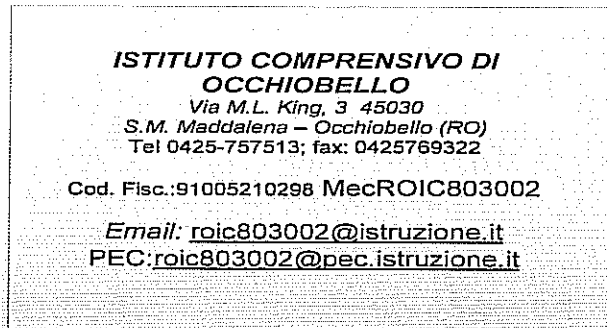 ISTITUTO COMPRENSIVO DI
OCCHIOBELLO
Via M.L. King, 3 45030
S.M. Maddalena – Occhiobello (RO)
Tel 0425-757513; fax: 0425769322
Cod. Fisc.:91005210298 MecROIC803002
Email: roic803002@istruzione.it
PEC:roic803002@pec.istruzione.it